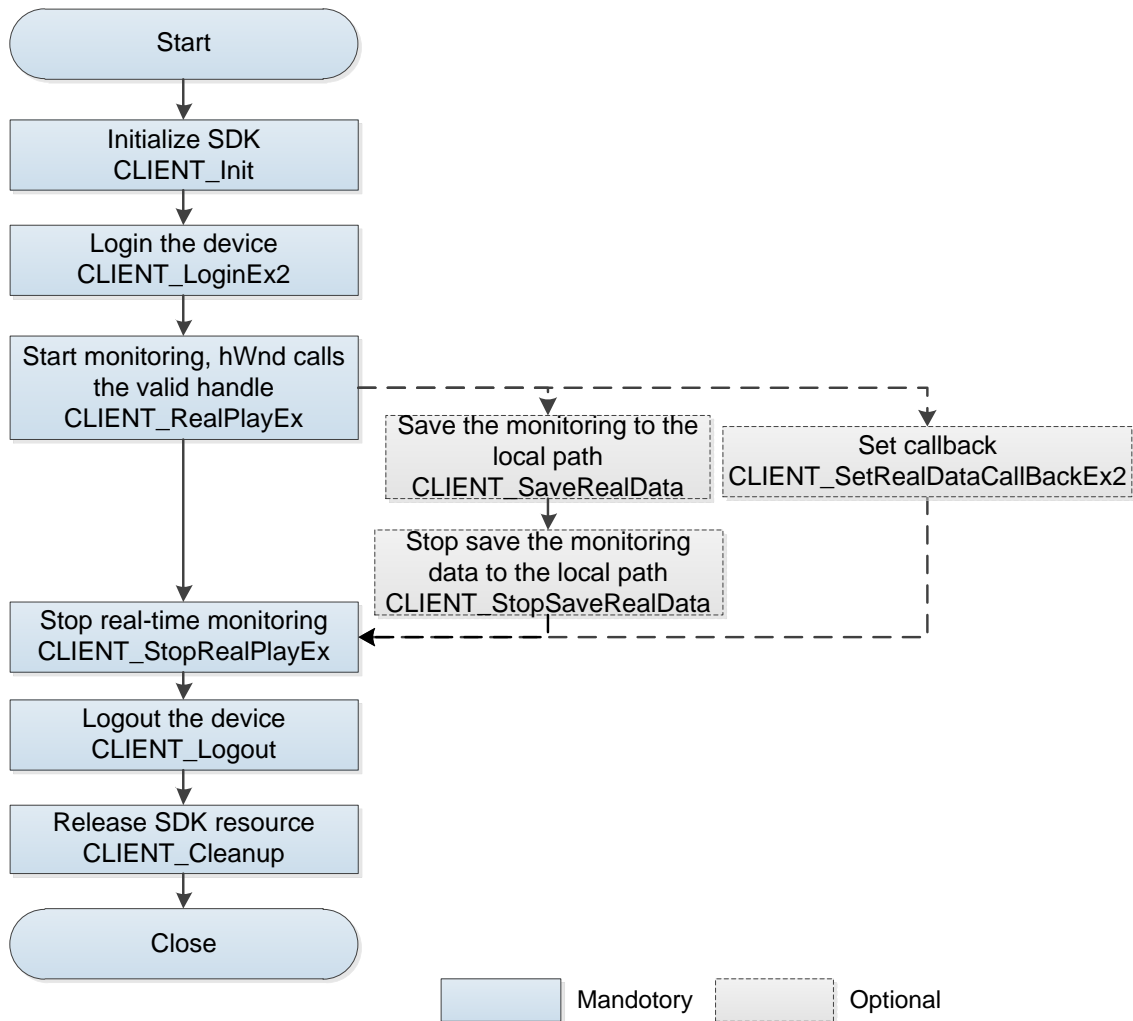 Start
Initialize SDK
CLIENT_Init
Login the device
CLIENT_LoginEx2
Start monitoring, hWnd calls
the valid handle
CLIENT_RealPlayEx
Save the monitoring to the
local path
CLIENT_SaveRealData
Set callback
CLIENT_SetRealDataCallBackEx2
Stop save the monitoring
data to the local path
CLIENT_StopSaveRealData
Stop real-time monitoring
CLIENT_StopRealPlayEx
Logout the device
CLIENT_Logout
Release SDK resource
CLIENT_Cleanup
Close
Mandotory
Optional